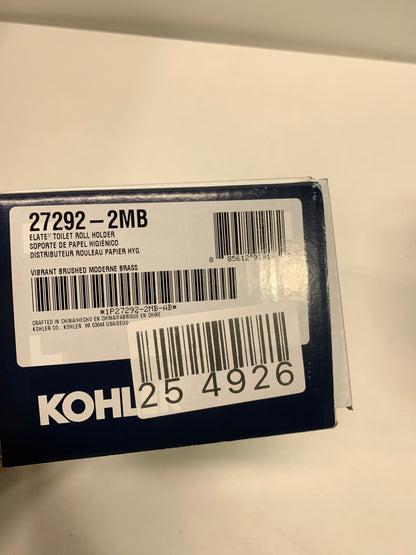 27292-2MB
ELATE® TOILET ROLL HOLDER
SOPORTE DE PAPEL HIGIÉNICO
DISTRIBUTEUR ROULEAU PAPIER HYG
VIBRANT BRUSHED MODERNE BRASS
*1P27292-2MB-AB*
CRAFTED IN CHINA/HECHO EN CHINA/FABRIQUÉ EN CHINE
KOHLER CO., KOHLER, WI 53044 USA/EEUU
25 4926
KOHLER